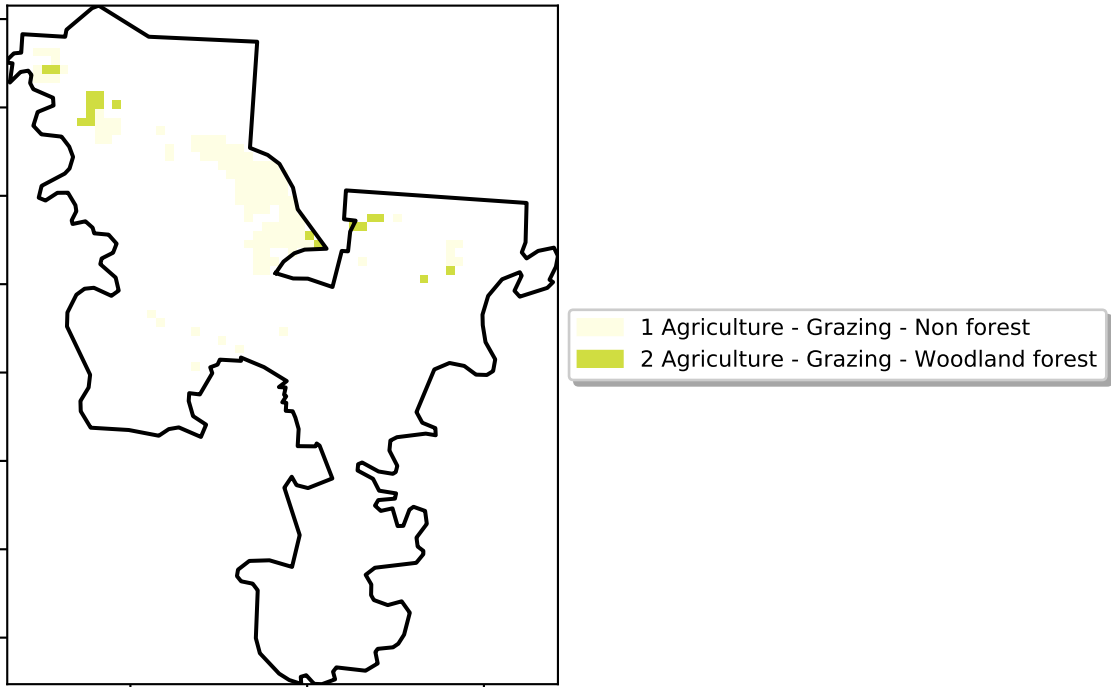 1 Agriculture - Grazing - Non forest
2 Agriculture - Grazing - Woodland forest